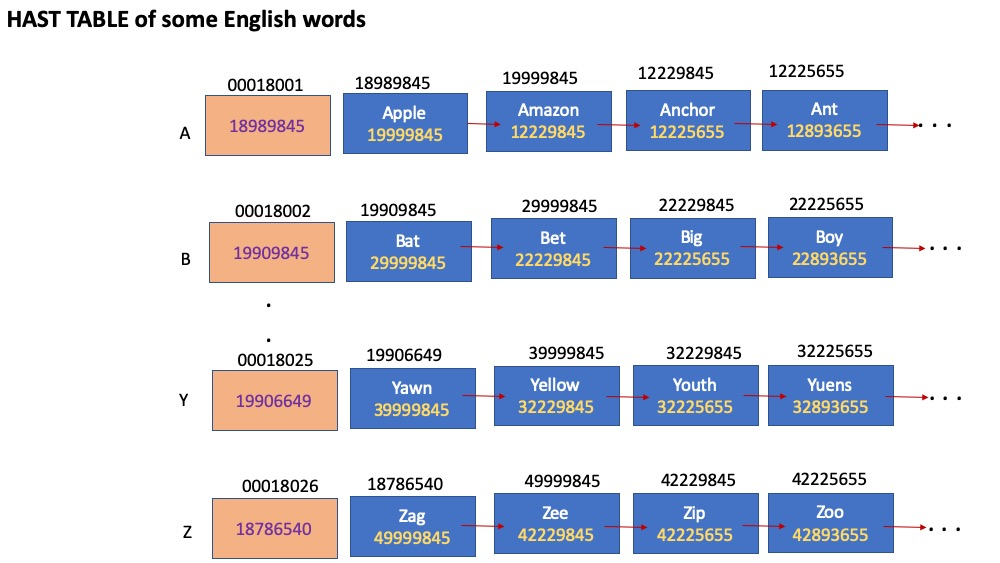 HAST TABLE of some English words
00018001 18989845 19999845 12229845 12225655
A 18989845 Apple 19999845 Amazon 12229845 Anchor 12225655 Ant 12893655 . . .
00018002 19909845 29999845 22229845 22225655
B 19909845 Bat 29999845 Bet 22229845 Big 22225655 Boy 22893655 . . .
.
.
00018025 19906649 39999845 32229845 32225655
Y 19906649 Yawn 39999845 Yellow 32229845 Youth 32225655 Yuens 32893655 . . .
00018026 18786540 49999845 42229845 42225655
Z 18786540 Zag 49999845 Zee 42229845 Zip 42225655 Zoo 42893655 . . .